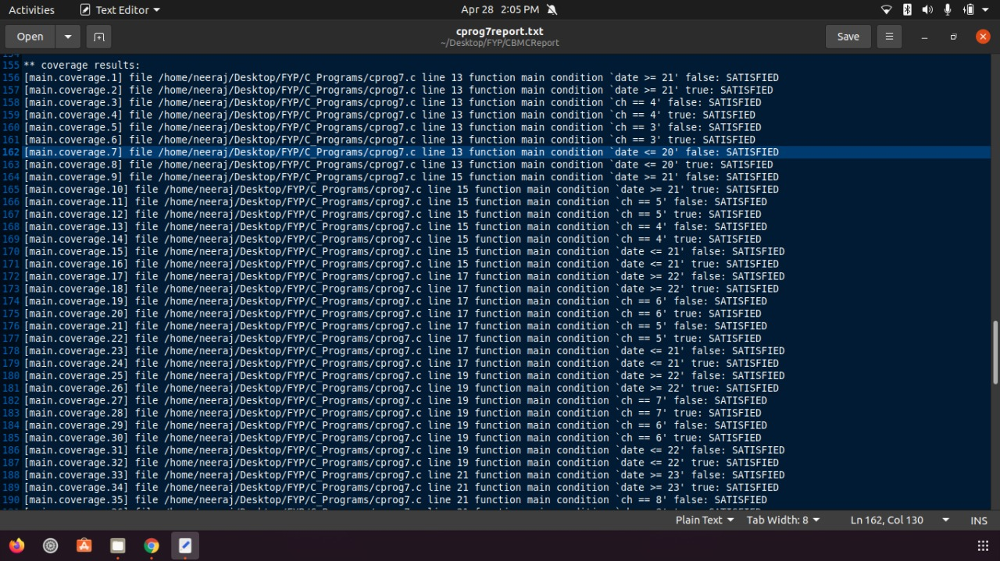 Activities Text Editor Apr 28 2:05 PM
Open cprog7report.txt Save
~/Desktop/FYP/CBMCReport
154
155 ** coverage results:
156 [main.coverage.1] file /home/neeraj/Desktop/FYP/C_Programs/cprog7.c line 13 function main condition `date >= 21' false: SATISFIED
157 [main.coverage.2] file /home/neeraj/Desktop/FYP/C_Programs/cprog7.c line 13 function main condition `date >= 21' true: SATISFIED
158 [main.coverage.3] file /home/neeraj/Desktop/FYP/C_Programs/cprog7.c line 13 function main condition `ch == 4' false: SATISFIED
159 [main.coverage.4] file /home/neeraj/Desktop/FYP/C_Programs/cprog7.c line 13 function main condition `ch == 4' true: SATISFIED
160 [main.coverage.5] file /home/neeraj/Desktop/FYP/C_Programs/cprog7.c line 13 function main condition `ch == 3' false: SATISFIED
161 [main.coverage.6] file /home/neeraj/Desktop/FYP/C_Programs/cprog7.c line 13 function main condition `ch == 3' true: SATISFIED
162 [main.coverage.7] file /home/neeraj/Desktop/FYP/C_Programs/cprog7.c line 13 function main condition `date <= 20' false: SATISFIED
163 [main.coverage.8] file /home/neeraj/Desktop/FYP/C_Programs/cprog7.c line 13 function main condition `date <= 20' true: SATISFIED
164 [main.coverage.9] file /home/neeraj/Desktop/FYP/C_Programs/cprog7.c line 15 function main condition `date >= 21' false: SATISFIED
165 [main.coverage.10] file /home/neeraj/Desktop/FYP/C_Programs/cprog7.c line 15 function main condition `date >= 21' true: SATISFIED
166 [main.coverage.11] file /home/neeraj/Desktop/FYP/C_Programs/cprog7.c line 15 function main condition `ch == 5' false: SATISFIED
167 [main.coverage.12] file /home/neeraj/Desktop/FYP/C_Programs/cprog7.c line 15 function main condition `ch == 5' true: SATISFIED
168 [main.coverage.13] file /home/neeraj/Desktop/FYP/C_Programs/cprog7.c line 15 function main condition `ch == 4' false: SATISFIED
169 [main.coverage.14] file /home/neeraj/Desktop/FYP/C_Programs/cprog7.c line 15 function main condition `ch == 4' true: SATISFIED
170 [main.coverage.15] file /home/neeraj/Desktop/FYP/C_Programs/cprog7.c line 15 function main condition `date <= 21' false: SATISFIED
171 [main.coverage.16] file /home/neeraj/Desktop/FYP/C_Programs/cprog7.c line 15 function main condition `date <= 21' true: SATISFIED
172 [main.coverage.17] file /home/neeraj/Desktop/FYP/C_Programs/cprog7.c line 17 function main condition `date >= 22' false: SATISFIED
173 [main.coverage.18] file /home/neeraj/Desktop/FYP/C_Programs/cprog7.c line 17 function main condition `date >= 22' true: SATISFIED
174 [main.coverage.19] file /home/neeraj/Desktop/FYP/C_Programs/cprog7.c line 17 function main condition `ch == 6' false: SATISFIED
175 [main.coverage.20] file /home/neeraj/Desktop/FYP/C_Programs/cprog7.c line 17 function main condition `ch == 6' true: SATISFIED
176 [main.coverage.21] file /home/neeraj/Desktop/FYP/C_Programs/cprog7.c line 17 function main condition `ch == 5' false: SATISFIED
177 [main.coverage.22] file /home/neeraj/Desktop/FYP/C_Programs/cprog7.c line 17 function main condition `ch == 5' true: SATISFIED
178 [main.coverage.23] file /home/neeraj/Desktop/FYP/C_Programs/cprog7.c line 17 function main condition `date <= 21' false: SATISFIED
179 [main.coverage.24] file /home/neeraj/Desktop/FYP/C_Programs/cprog7.c line 17 function main condition `date <= 21' true: SATISFIED
180 [main.coverage.25] file /home/neeraj/Desktop/FYP/C_Programs/cprog7.c line 19 function main condition `date >= 22' false: SATISFIED
181 [main.coverage.26] file /home/neeraj/Desktop/FYP/C_Programs/cprog7.c line 19 function main condition `date >= 22' true: SATISFIED
182 [main.coverage.27] file /home/neeraj/Desktop/FYP/C_Programs/cprog7.c line 19 function main condition `ch == 7' false: SATISFIED
183 [main.coverage.28] file /home/neeraj/Desktop/FYP/C_Programs/cprog7.c line 19 function main condition `ch == 7' true: SATISFIED
184 [main.coverage.29] file /home/neeraj/Desktop/FYP/C_Programs/cprog7.c line 19 function main condition `ch == 6' false: SATISFIED
185 [main.coverage.30] file /home/neeraj/Desktop/FYP/C_Programs/cprog7.c line 19 function main condition `ch == 6' true: SATISFIED
186 [main.coverage.31] file /home/neeraj/Desktop/FYP/C_Programs/cprog7.c line 19 function main condition `date <= 22' false: SATISFIED
187 [main.coverage.32] file /home/neeraj/Desktop/FYP/C_Programs/cprog7.c line 19 function main condition `date <= 22' true: SATISFIED
188 [main.coverage.33] file /home/neeraj/Desktop/FYP/C_Programs/cprog7.c line 21 function main condition `date >= 23' false: SATISFIED
189 [main.coverage.34] file /home/neeraj/Desktop/FYP/C_Programs/cprog7.c line 21 function main condition `date >= 23' true: SATISFIED
190 [main.coverage.35] file /home/neeraj/Desktop/FYP/C_Programs/cprog7.c line 21 function main condition `ch == 8' false: SATISFIED
Plain Text Tab Width: 8 Ln 162, Col 130 INS